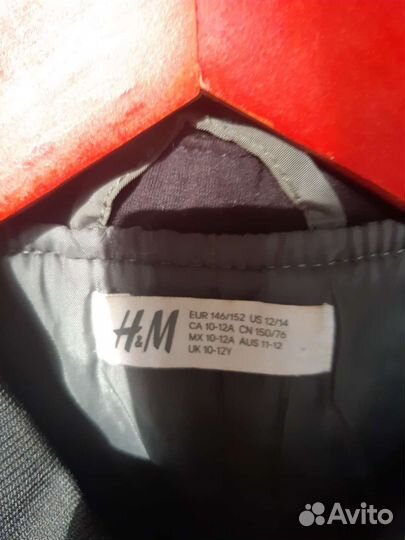 H&M
EUR 146/152 US 12/14
CA 10-12A CN 150/76
MX 10-12A AUS 11-12
UK 10-12Y
Avito